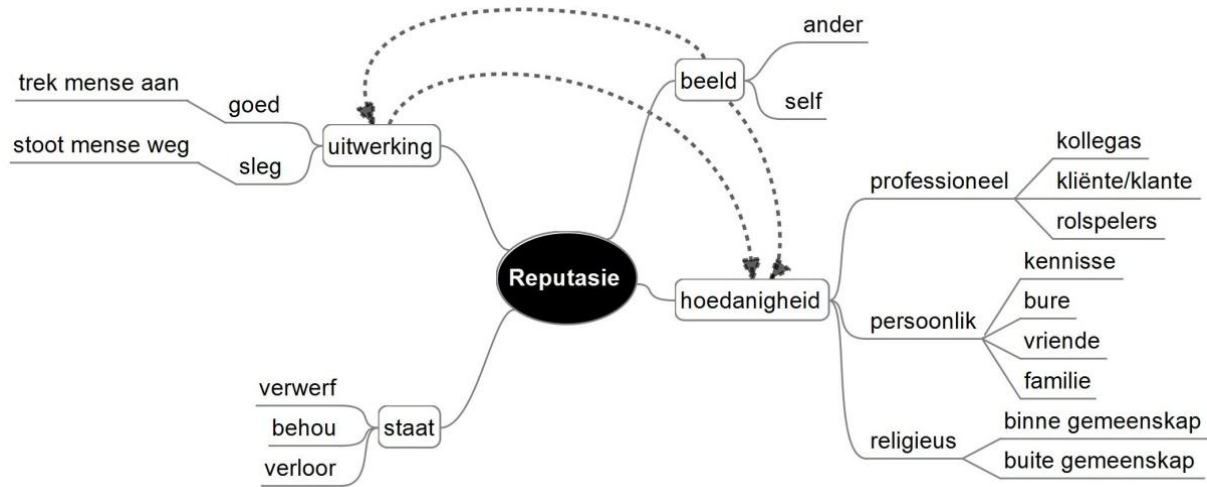 ander
beeld
self
trek mense aan
goed
stoot mense weg
sleg
uitwerking
kollegas
professioneel
kliënte/klante
rolspelers
Reputasie
hoedanigheid
kennisse
bure
persoonlik
vriende
familie
verwerf
behou
staat
verloor
religieus
binne gemeenskap
buite gemeenskap